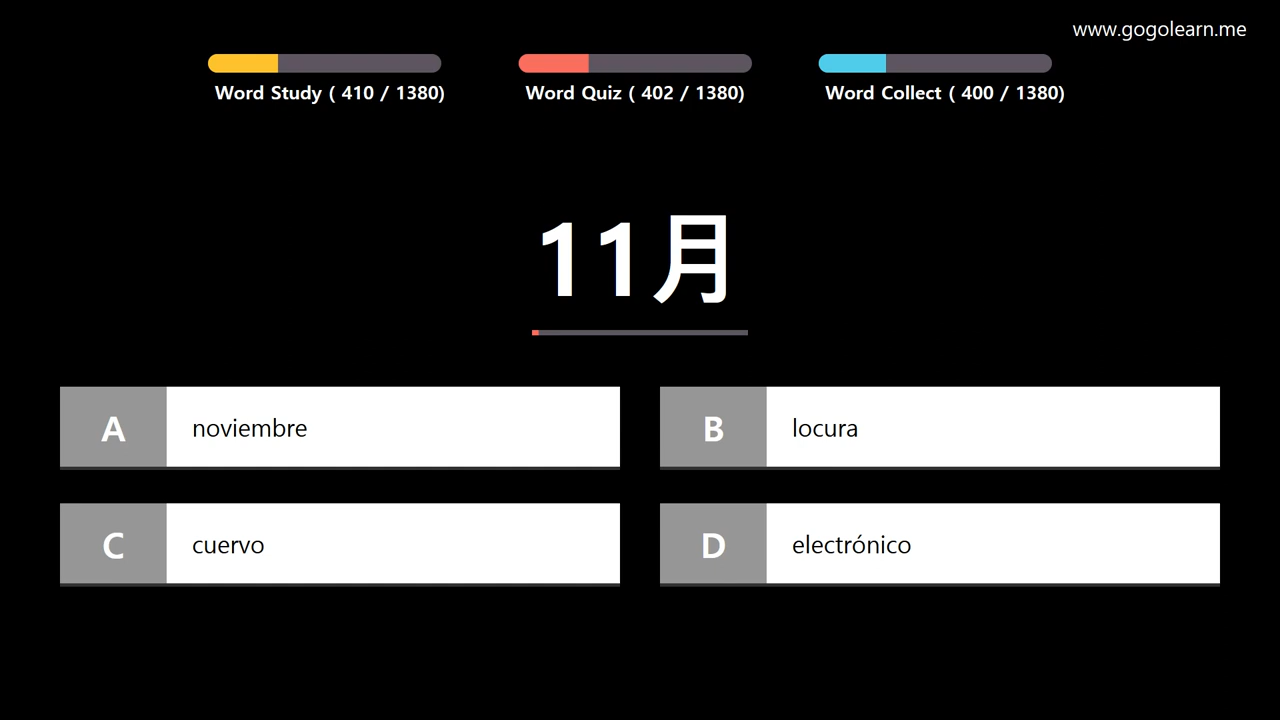 www.gogolearn.me
Word Study ( 410 / 1380)
Word Quiz ( 402 / 1380)
Word Collect ( 400 / 1380)
11月
A noviembre
B locura
C cuervo
D electrónico